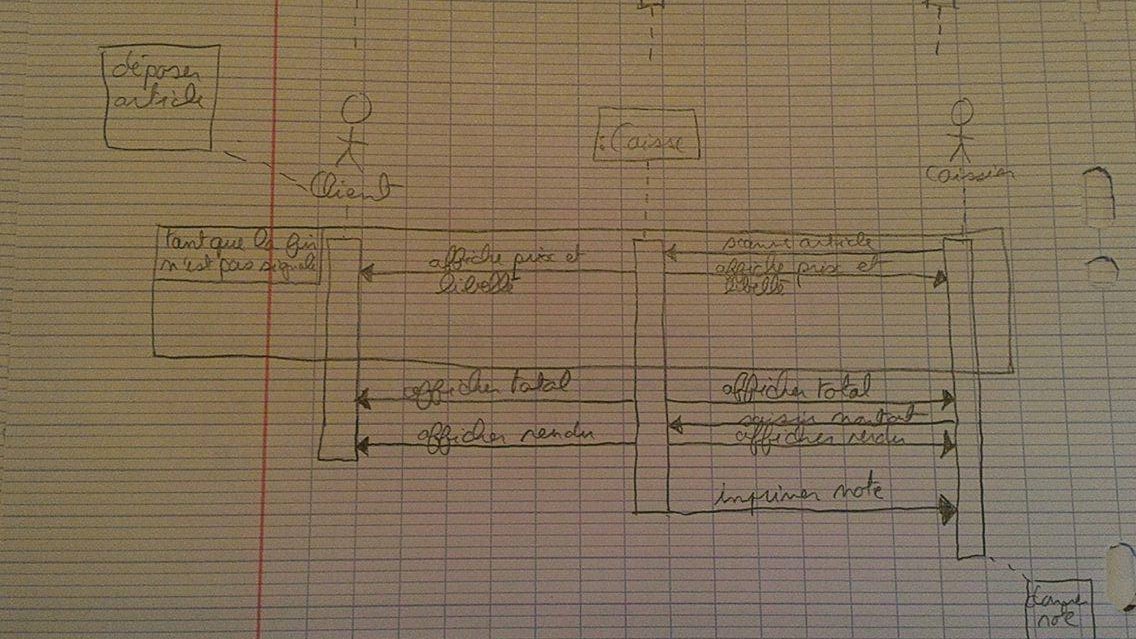 déposer
article
:Caisse
Client
Caissier
tant que la fin
n'est pas signalé
scanne article
affiche prix et
libellé
affiche prix et
libellé
afficher total
afficher total
saisir montant
afficher rendu
afficher rendu
imprimer note
donne
note